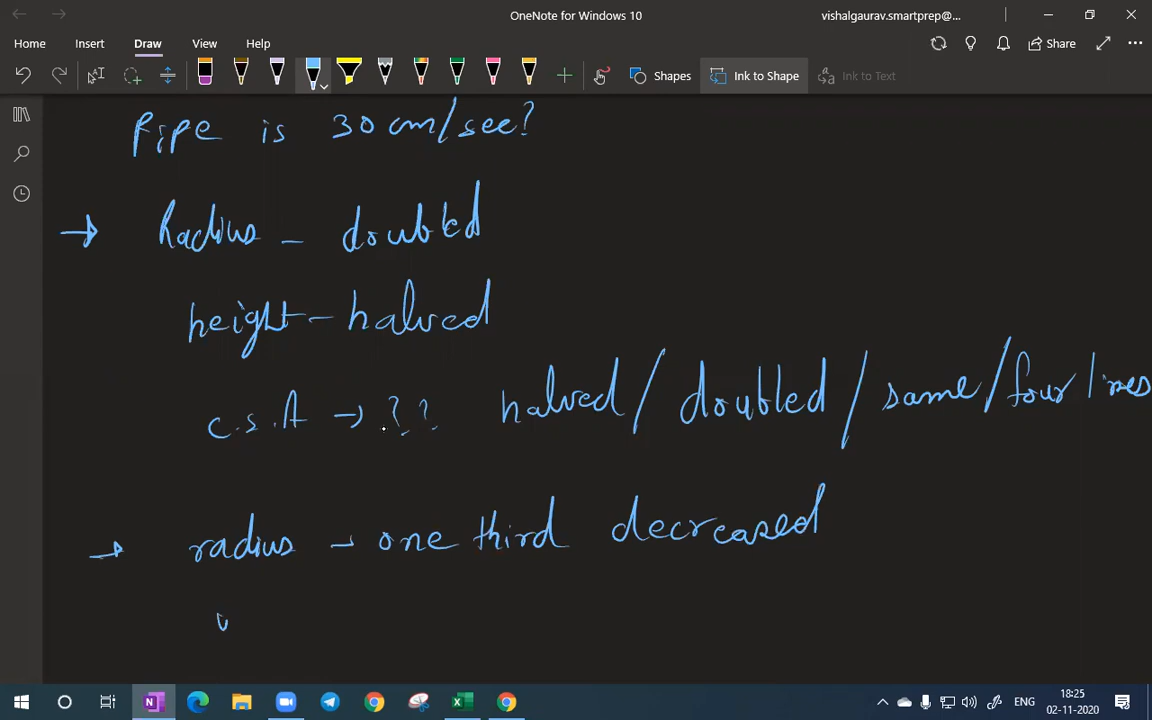 OneNote for Windows 10
vishalgaurav.smartprep@...
Home Insert Draw View Help
Share
Shapes Ink to Shape Ink to Text
Pipe is 30 cm/sec?
→ Radius - doubled
height - halved
C.S.A → ?? halved/doubled/same/four times
→ radius - one third decreased
v
ENG
18:25
02-11-2020